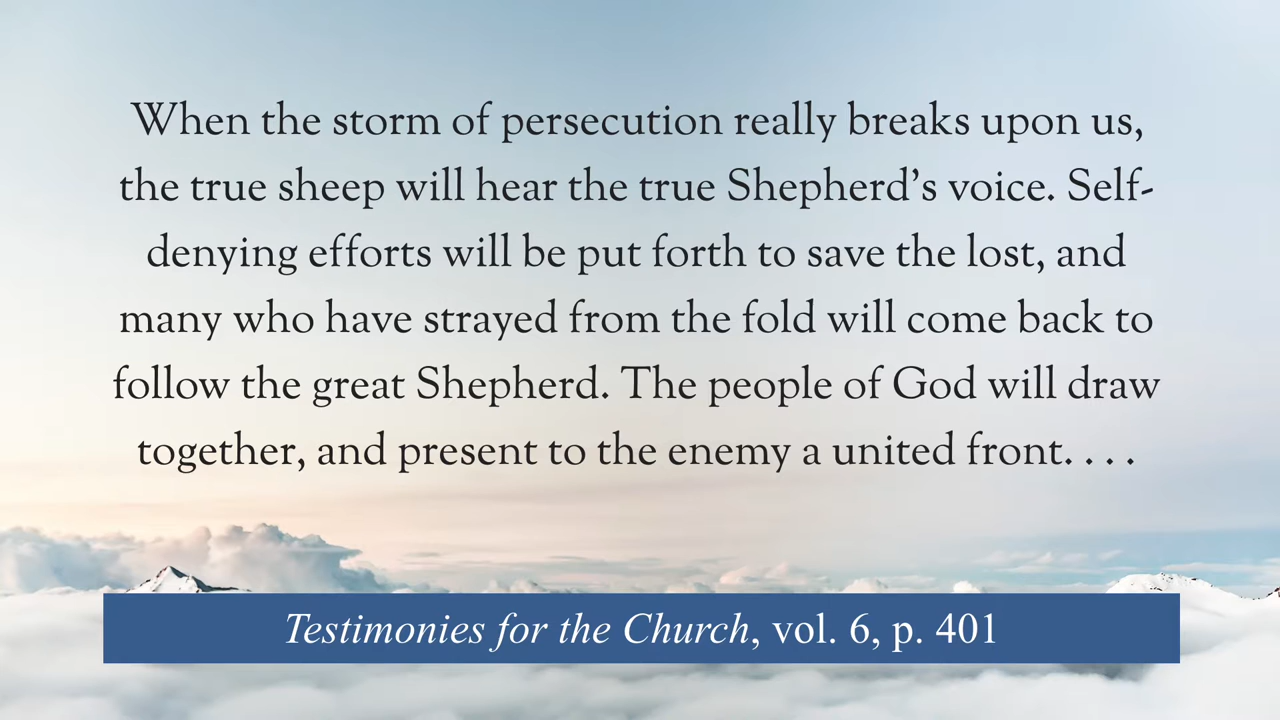 When the storm of persecution really breaks upon us,
the true sheep will hear the true Shepherd’s voice. Self-
denying efforts will be put forth to save the lost, and
many who have strayed from the fold will come back to
follow the great Shepherd. The people of God will draw
together, and present to the enemy a united front. . . .
Testimonies for the Church, vol. 6, p. 401